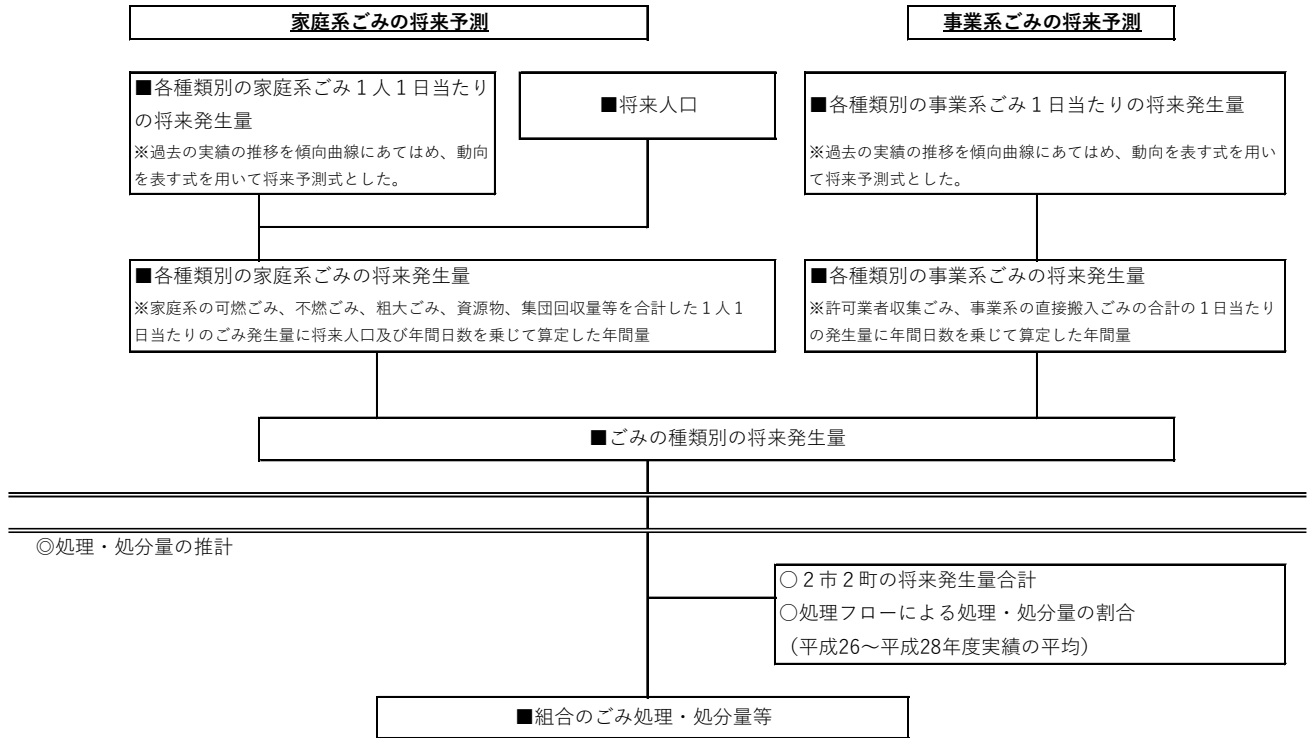 家庭系ごみの将来予測
事業系ごみの将来予測
■各種類別の家庭系ごみ１人１日当たり
の将来発生量
※過去の実績の推移を傾向曲線にあてはめ、動向
を表す式を用いて将来予測式とした。
■将来人口
■各種類別の事業系ごみ１日当たりの将来発生量
※過去の実績の推移を傾向曲線にあてはめ、動向を表す式を用い
て将来予測式とした。
■各種類別の家庭系ごみの将来発生量
※家庭系の可燃ごみ、不燃ごみ、粗大ごみ、資源物、集団回収量等を合計した１人１
日当たりのごみ発生量に将来人口及び年間日数を乗じて算定した年間量
■各種類別の事業系ごみの将来発生量
※許可業者収集ごみ、事業系の直接搬入ごみの合計の１日当たり
の発生量に年間日数を乗じて算定した年間量
■ごみの種類別の将来発生量
◎処理・処分量の推計
○２市２町の将来発生量合計
○処理フローによる処理・処分量の割合
（平成26～平成28年度実績の平均）
■組合のごみ処理・処分量等